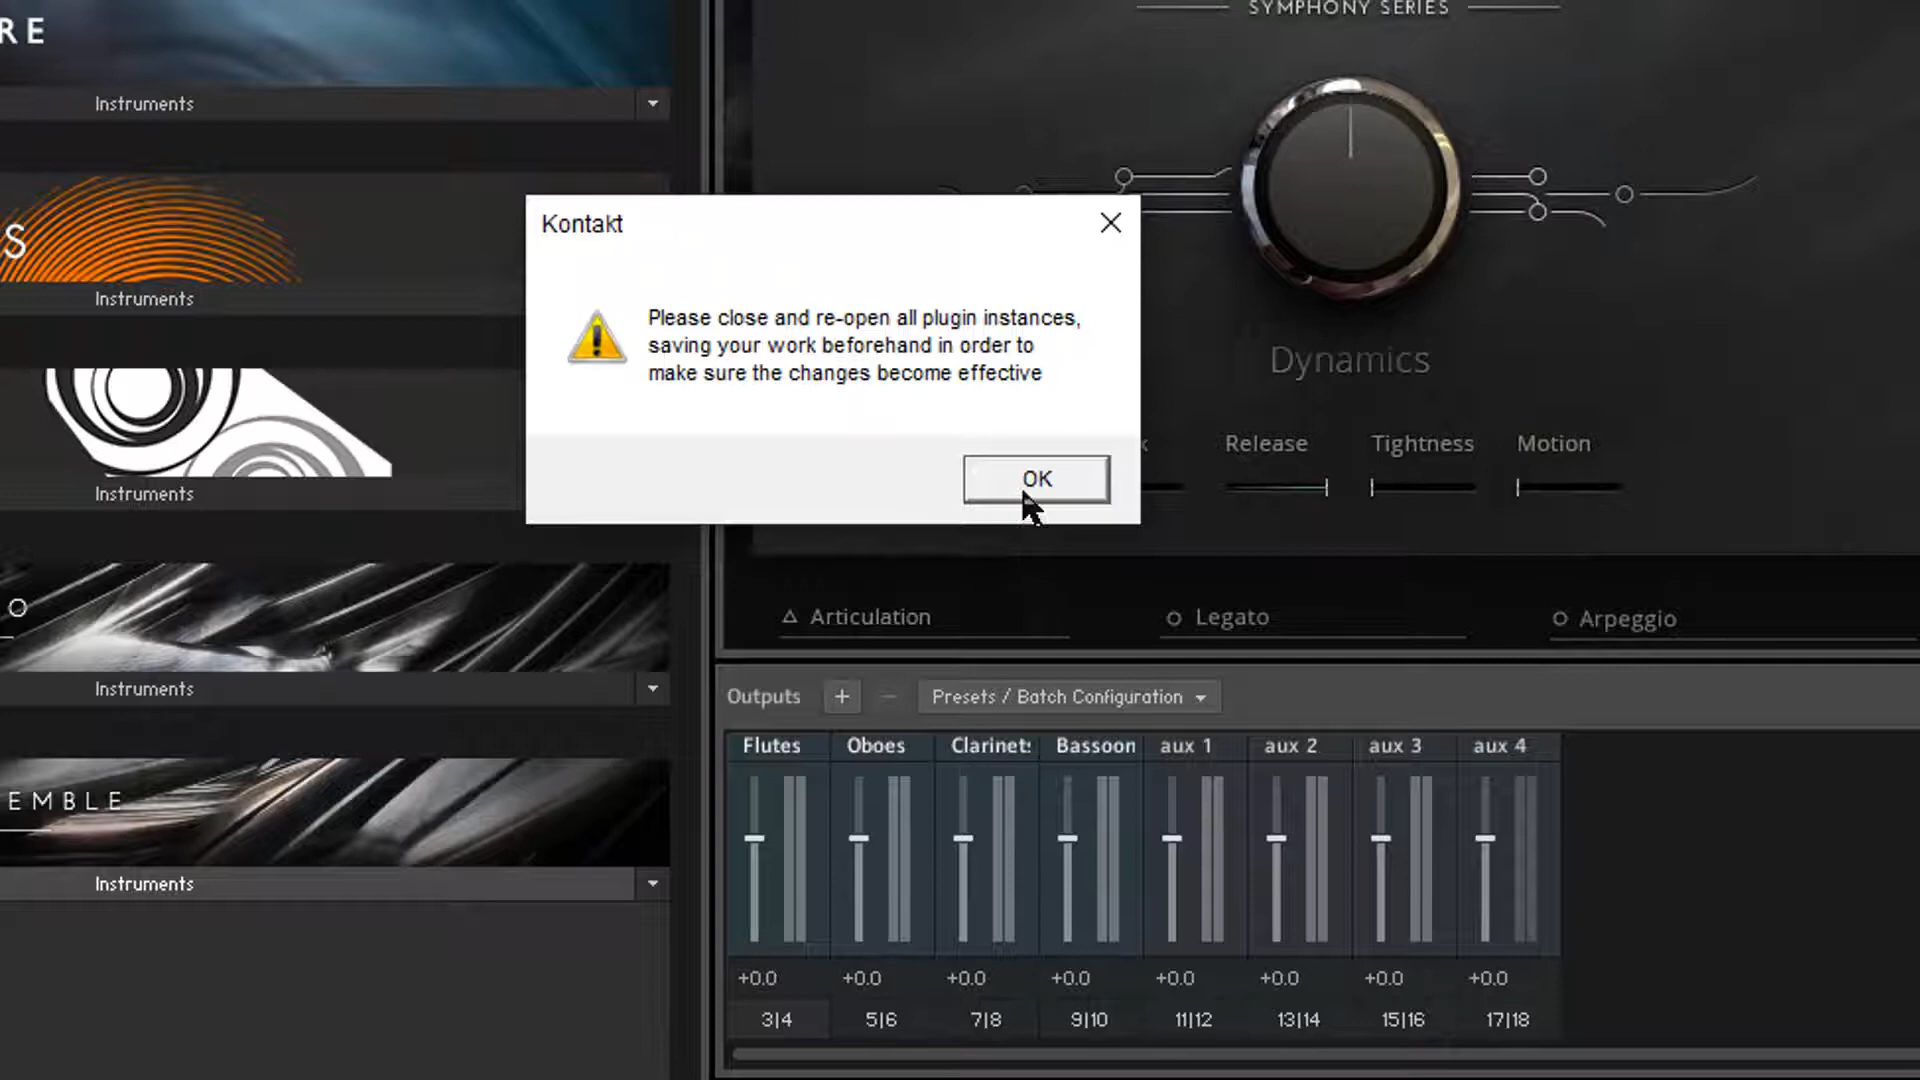 RE
Instruments
S
Instruments
Instruments
O
Instruments
EMBLE
Instruments
SYMPHONY SERIES
Kontakt
Please close and re-open all plugin instances,
saving your work beforehand in order to
make sure the changes become effective
OK
Dynamics
Release Tightness Motion
Articulation Legato Arpeggio
Outputs + − Presets / Batch Configuration
Flutes Oboes Clarinet: Bassoon aux 1 aux 2 aux 3 aux 4
+0.0 +0.0 +0.0 +0.0 +0.0 +0.0 +0.0 +0.0
3|4 5|6 7|8 9|10 11|12 13|14 15|16 17|18